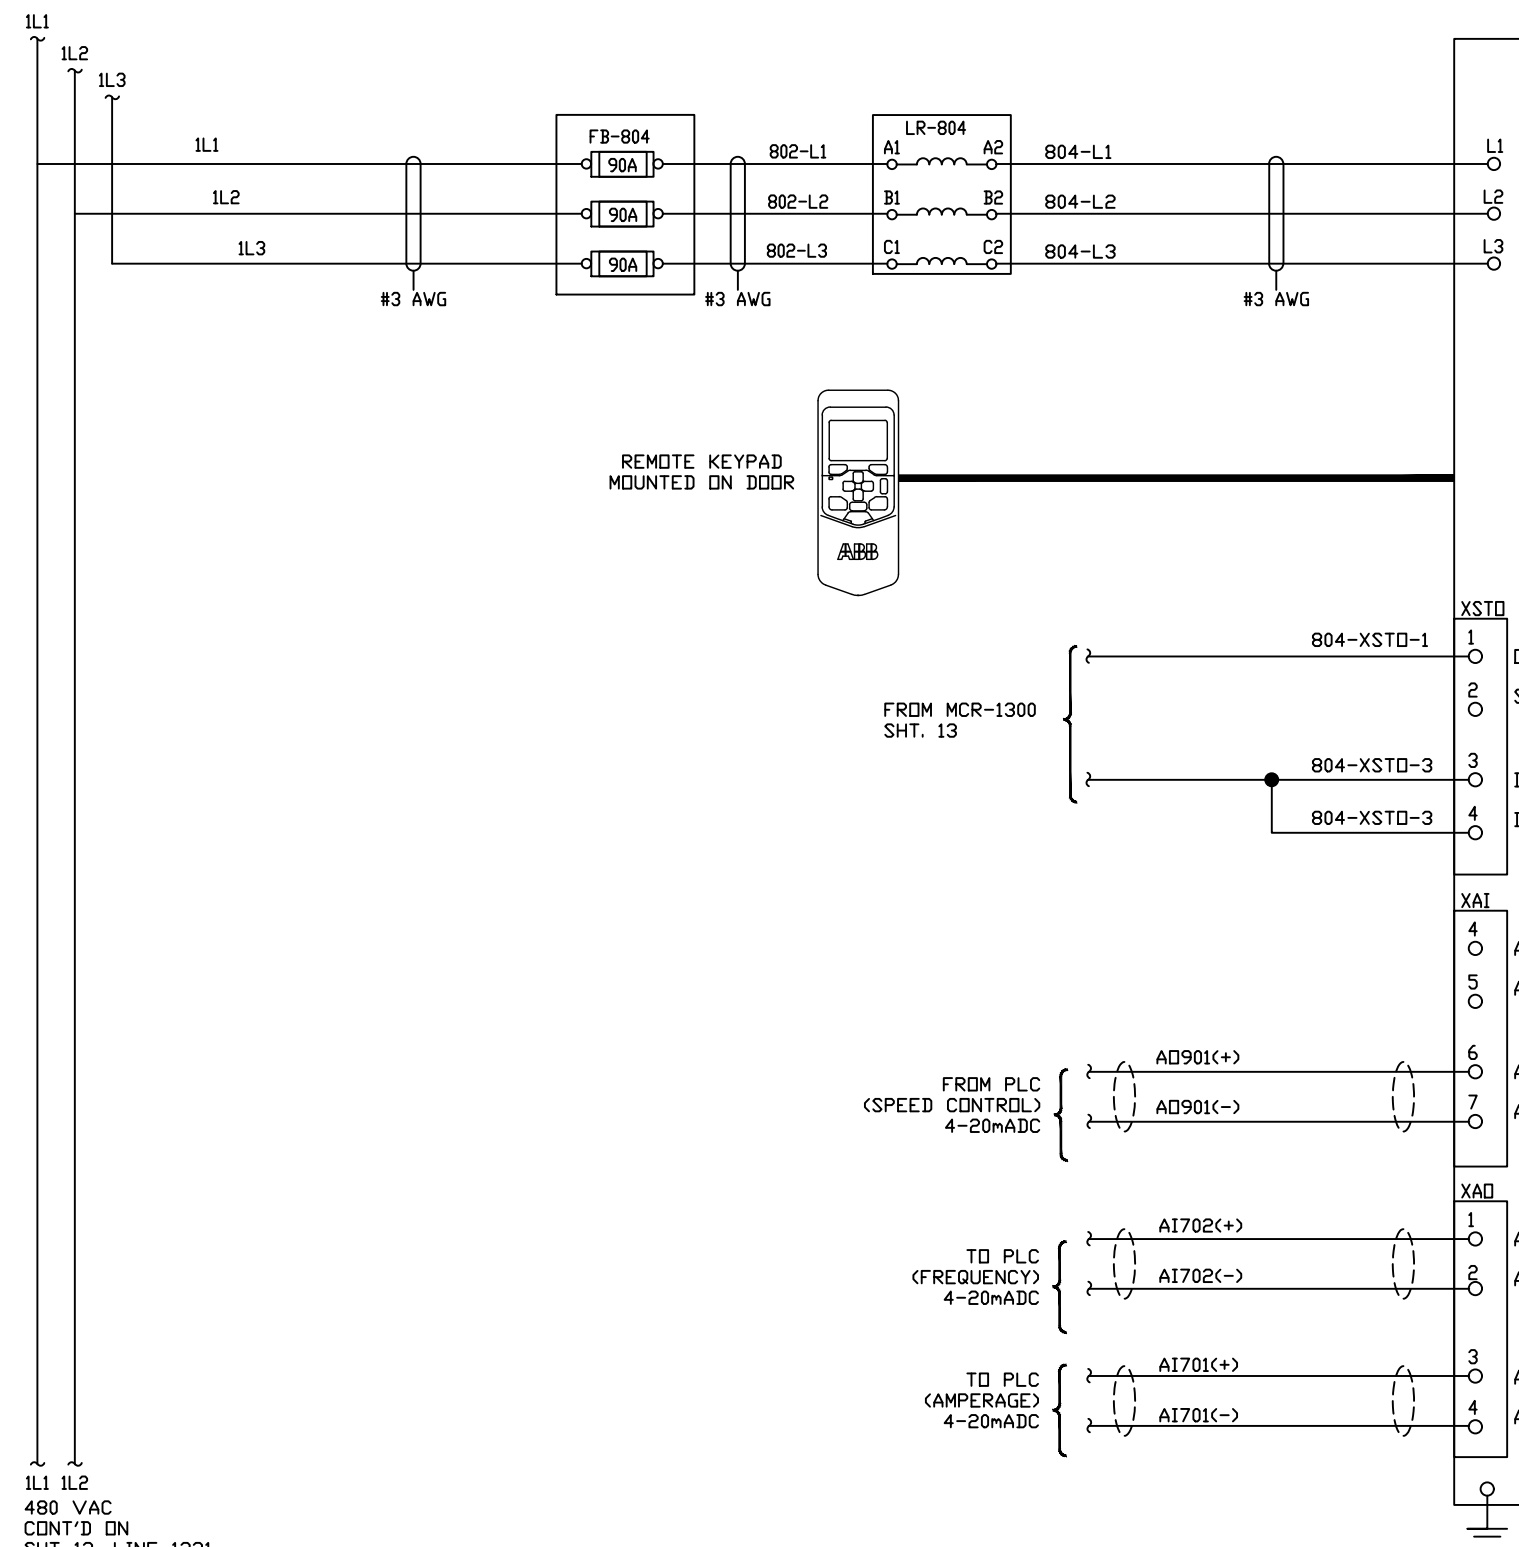 1L1
1L2
1L3
1L1
1L2
1L3
#3 AWG
FB-804
90A
90A
90A
#3 AWG
802-L1
802-L2
802-L3
LR-804
A1 A2
B1 B2
C1 C2
804-L1
804-L2
804-L3
#3 AWG
L1
L2
L3
REMOTE KEYPAD
MOUNTED ON DOOR
ABB
XSTO
FROM MCR-1300
SHT. 13
804-XSTO-1
1
2
804-XSTO-3
3
804-XSTO-3
4
XAI
4
5
FROM PLC
(SPEED CONTROL)
4-20mADC
AO901(+)
6
AO901(-)
7
XAO
TO PLC
(FREQUENCY)
4-20mADC
AI702(+)
1
AI702(-)
2
TO PLC
(AMPERAGE)
4-20mADC
AI701(+)
3
AI701(-)
4
1L1 1L2
480 VAC
CONT'D ON